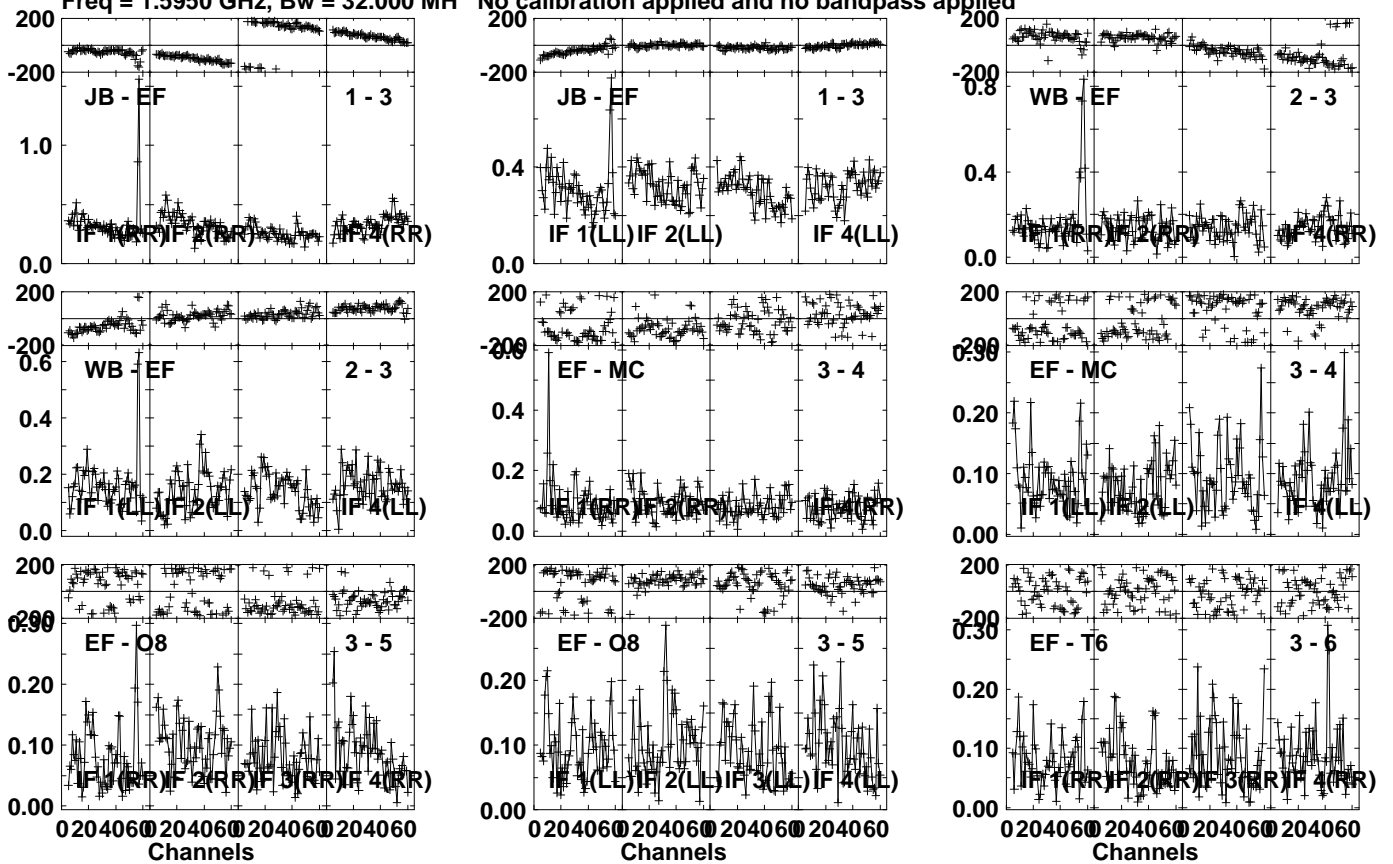 Freq = 1.5950 GHz, Bw = 32.000 MH No calibration applied and no bandpass applied
200 200 200
-200 -200 -200
JB - EF 1 - 3 JB - EF 1 - 3 WB - EF 2 - 3
0.8
1.0
0.4 0.4
IF 1(RR) IF 2(RR) IF 4(RR) IF 1(LL) IF 2(LL) IF 4(LL) IF 1(RR) IF 2(RR) IF 4(RR)
0.0 0.0 0.0
200 200 200
-200 -200 -200
0.6 0.6 0.30
WB - EF 2 - 3 EF - MC 3 - 4 EF - MC 3 - 4
0.4 0.4 0.20
0.2 0.2 0.10
IF 1(LL) IF 2(LL) IF 4(LL) IF 1(RR) IF 2(RR) IF 4(RR) IF 1(LL) IF 2(LL) IF 4(LL)
0.0 0.0 0.00
200 200 200
-200 -200 -200
0.30 0.30
EF - O8 3 - 5 EF - O8 3 - 5 EF - T6 3 - 6
0.20 0.20 0.20
0.10 0.10 0.10
IF 1(RR) IF 2(RR) IF 3(RR) IF 4(RR) IF 1(LL) IF 2(LL) IF 3(LL) IF 4(LL) IF 1(RR) IF 2(RR) IF 3(RR) IF 4(RR)
0.00 0.00 0.00
0 20 40 60 0 20 40 60 0 20 40 60 0 20 40 60 0 20 40 60 0 20 40 60 0 20 40 60 0 20 40 60 0 20 40 60 0 20 40 60 0 20 40 60 0 20 40 60
Channels Channels Channels